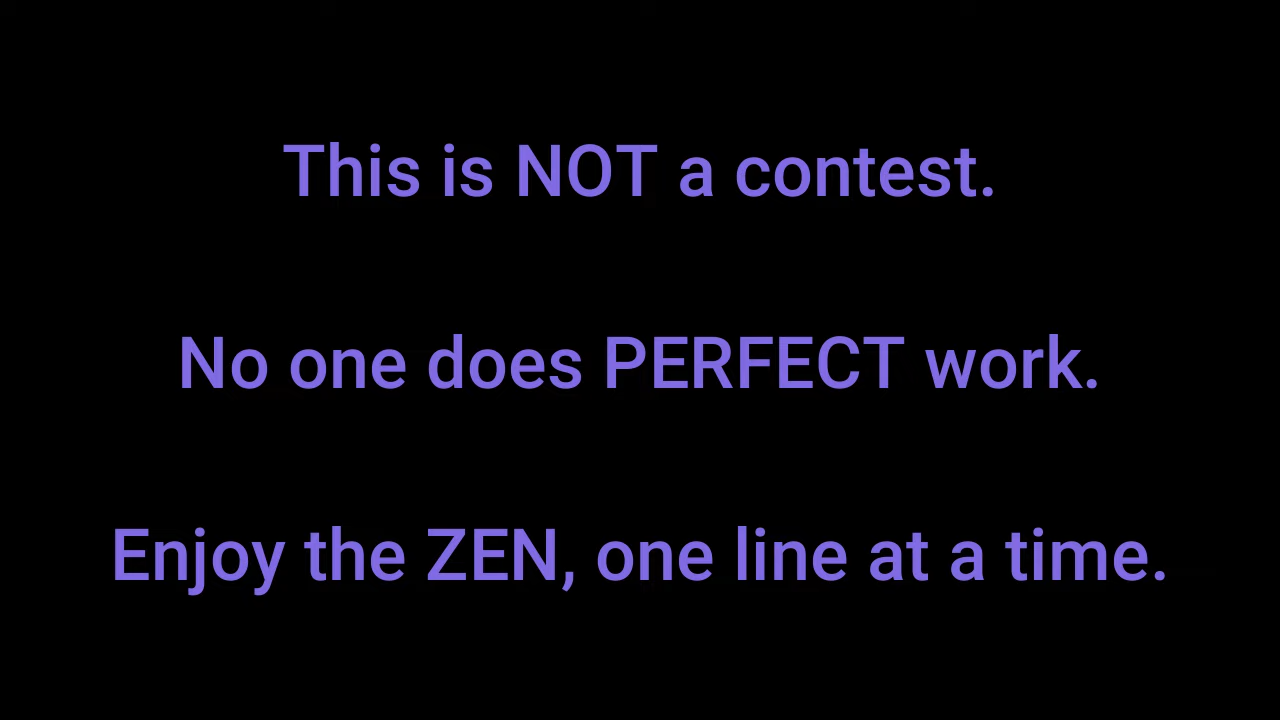 This is NOT a contest.
No one does PERFECT work.
Enjoy the ZEN, one line at a time.